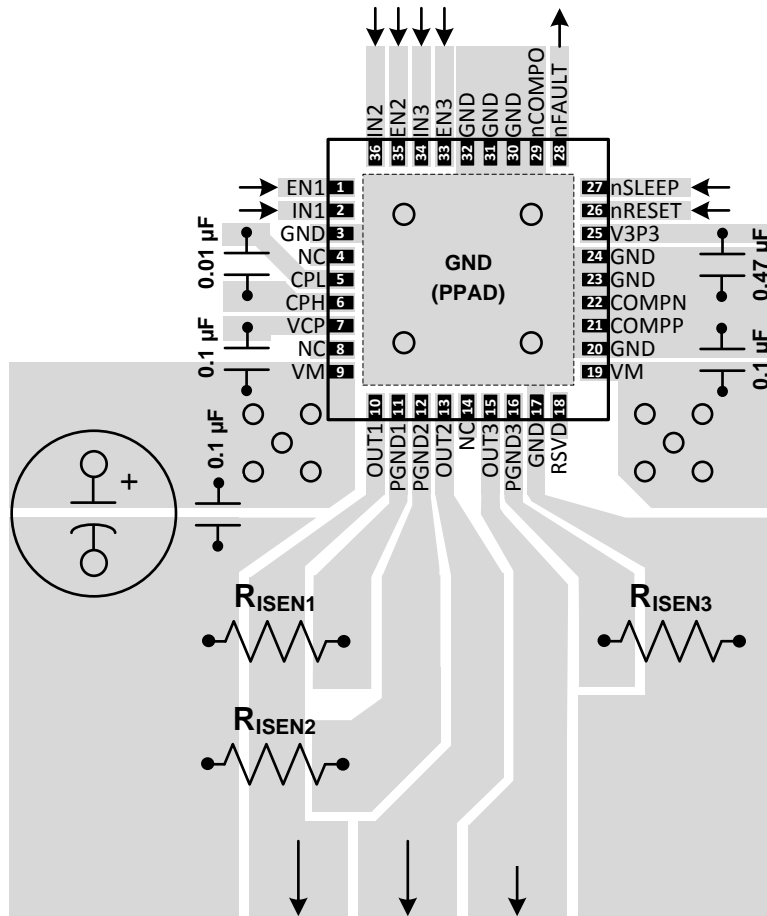 IN2
EN2
IN3
EN3
GND
GND
GND
nCOMPO
nFAULT
36 35 34 33 32 31 30 29 28
EN1 1
IN1 2
GND 3
NC 4
CPL 5
CPH 6
VCP 7
NC 8
VM 9
27 nSLEEP
26 nRESET
25 V3P3
24 GND
23 GND
22 COMPN
21 COMPP
20 GND
19 VM
GND
(PPAD)
0.01 µF
0.1 µF
0.47 µF
0.1 µF
10 11 12 13 14 15 16 17 18
OUT1
PGND1
PGND2
OUT2
NC
OUT3
PGND3
GND
RSVD
0.1 µF
+
RISEN1
RISEN3
RISEN2